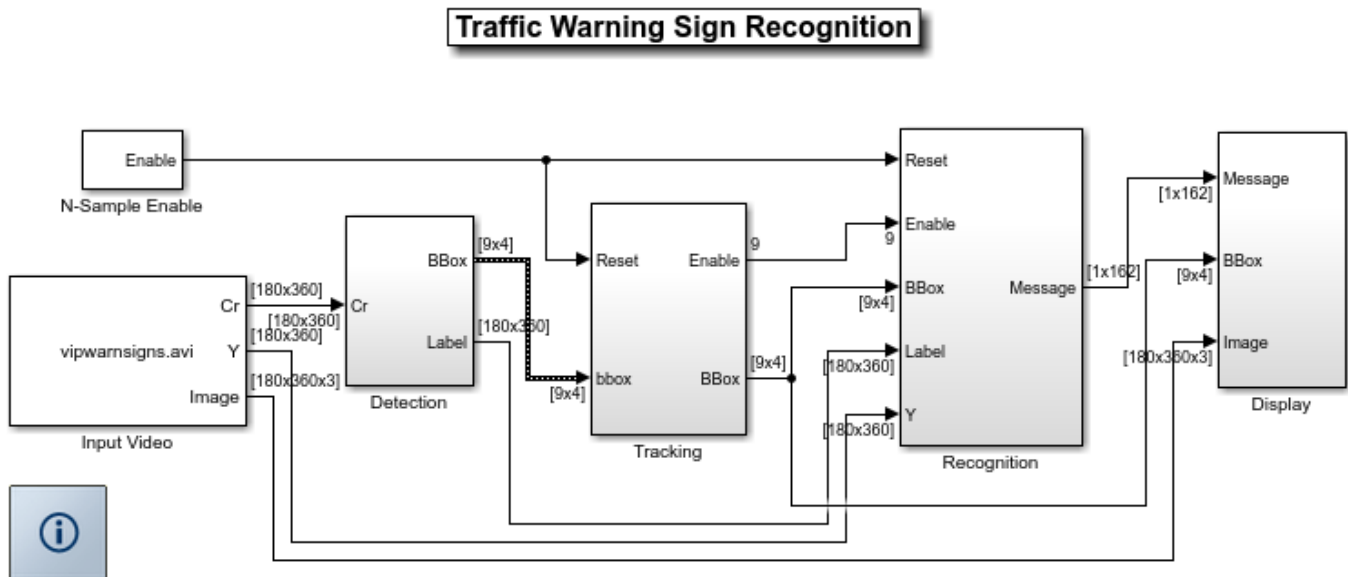 Traffic Warning Sign Recognition
Enable
N-Sample Enable
vipwarnsigns.avi
Cr
Y
Image
[180x360]
[180x360]
[180x360]
[180x360x3]
Input Video
Cr
BBox
Label
[9x4]
[180x360]
Detection
[9x4]
Reset
bbox
Enable
BBox
9
[9x4]
Tracking
Reset
Enable
9
BBox
[9x4]
Label
[180x360]
Y
[180x360]
Message
[1x162]
Recognition
Message
[1x162]
BBox
[9x4]
Image
[180x360x3]
Display
i